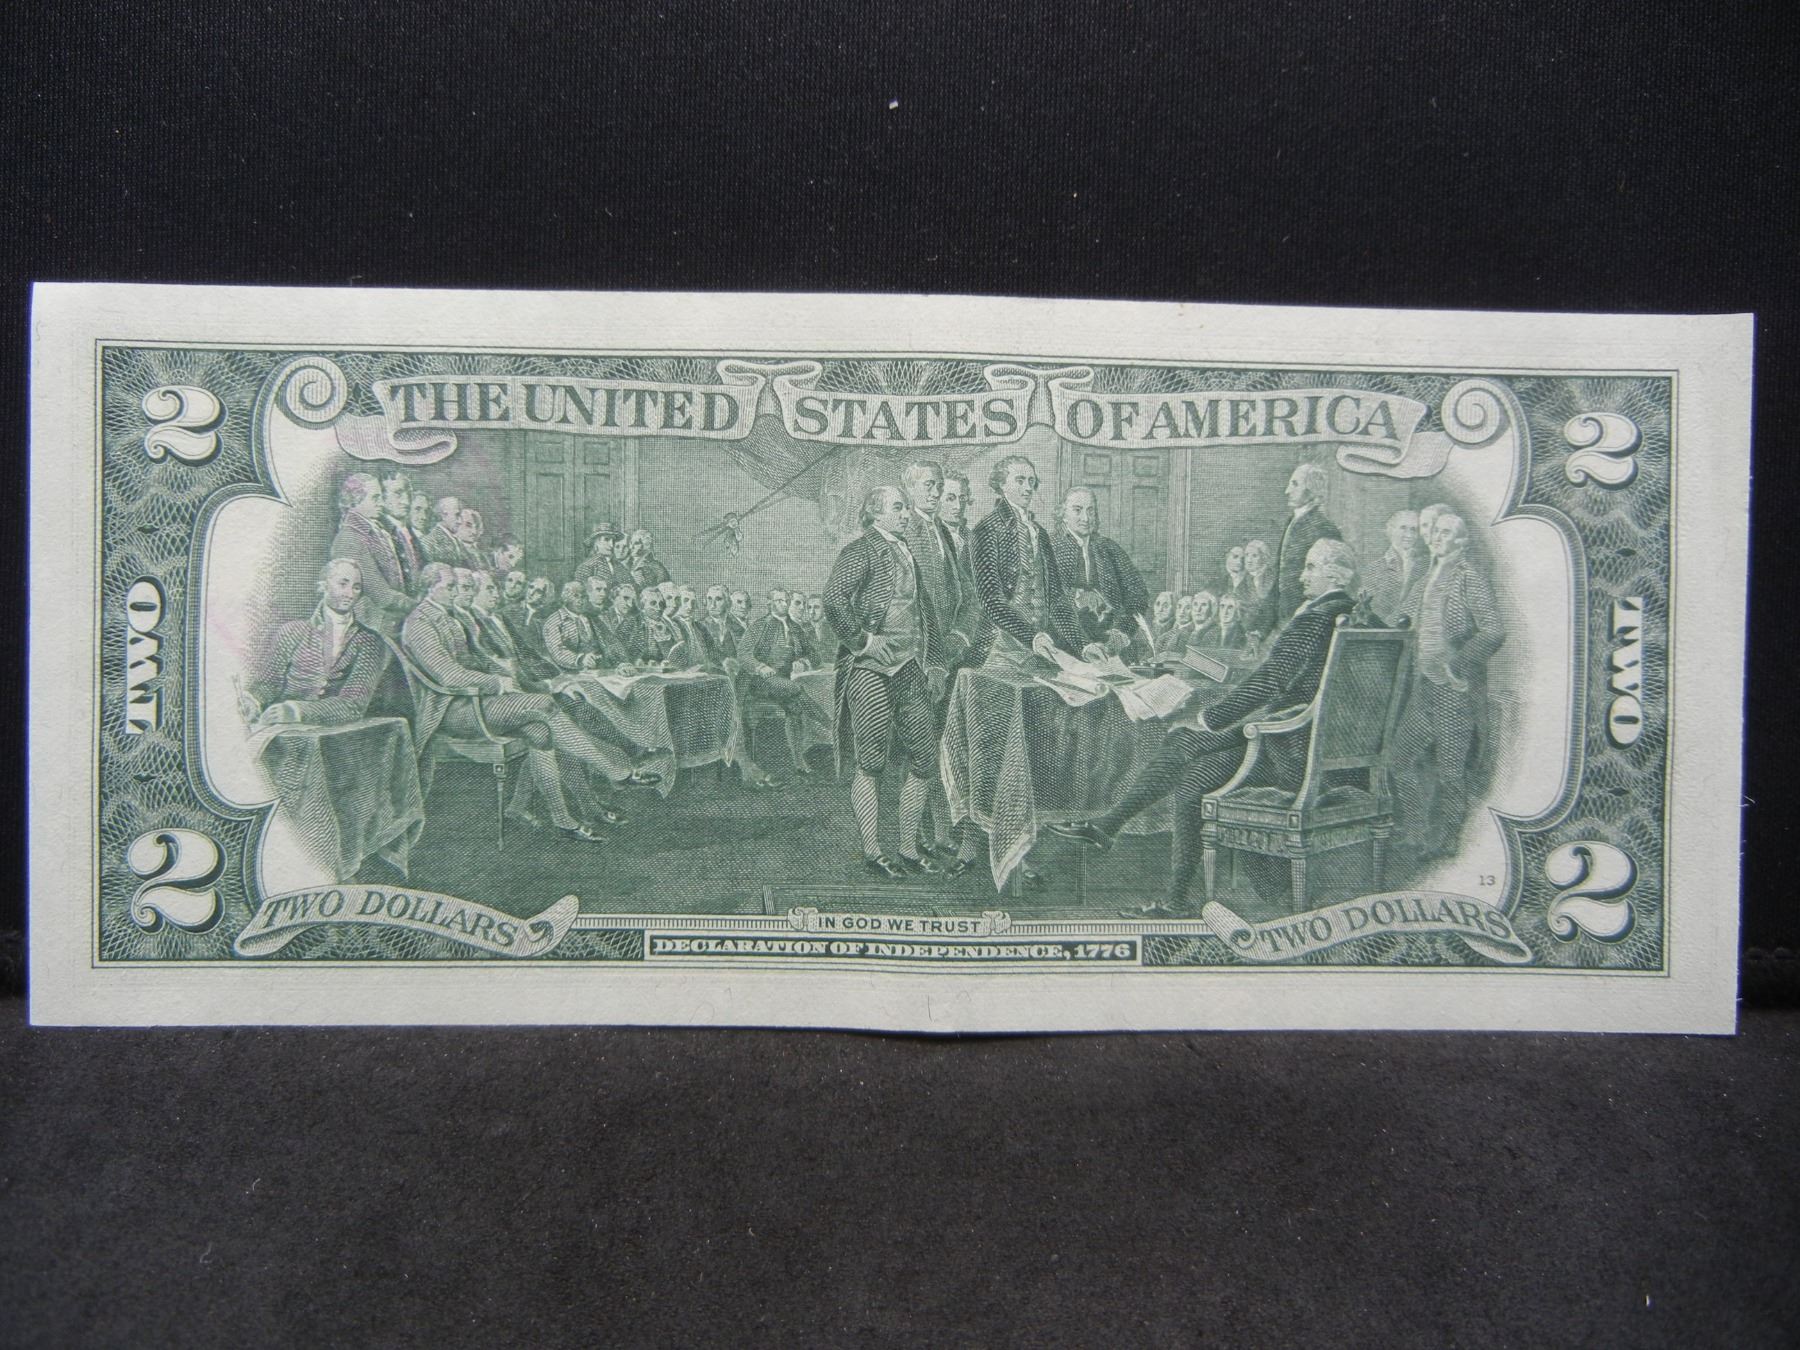 THE UNITED STATES OF AMERICA
2 2
TWO TWO
2 13 2
TWO DOLLARS IN GOD WE TRUST TWO DOLLARS
DECLARATION OF INDEPENDENCE, 1776